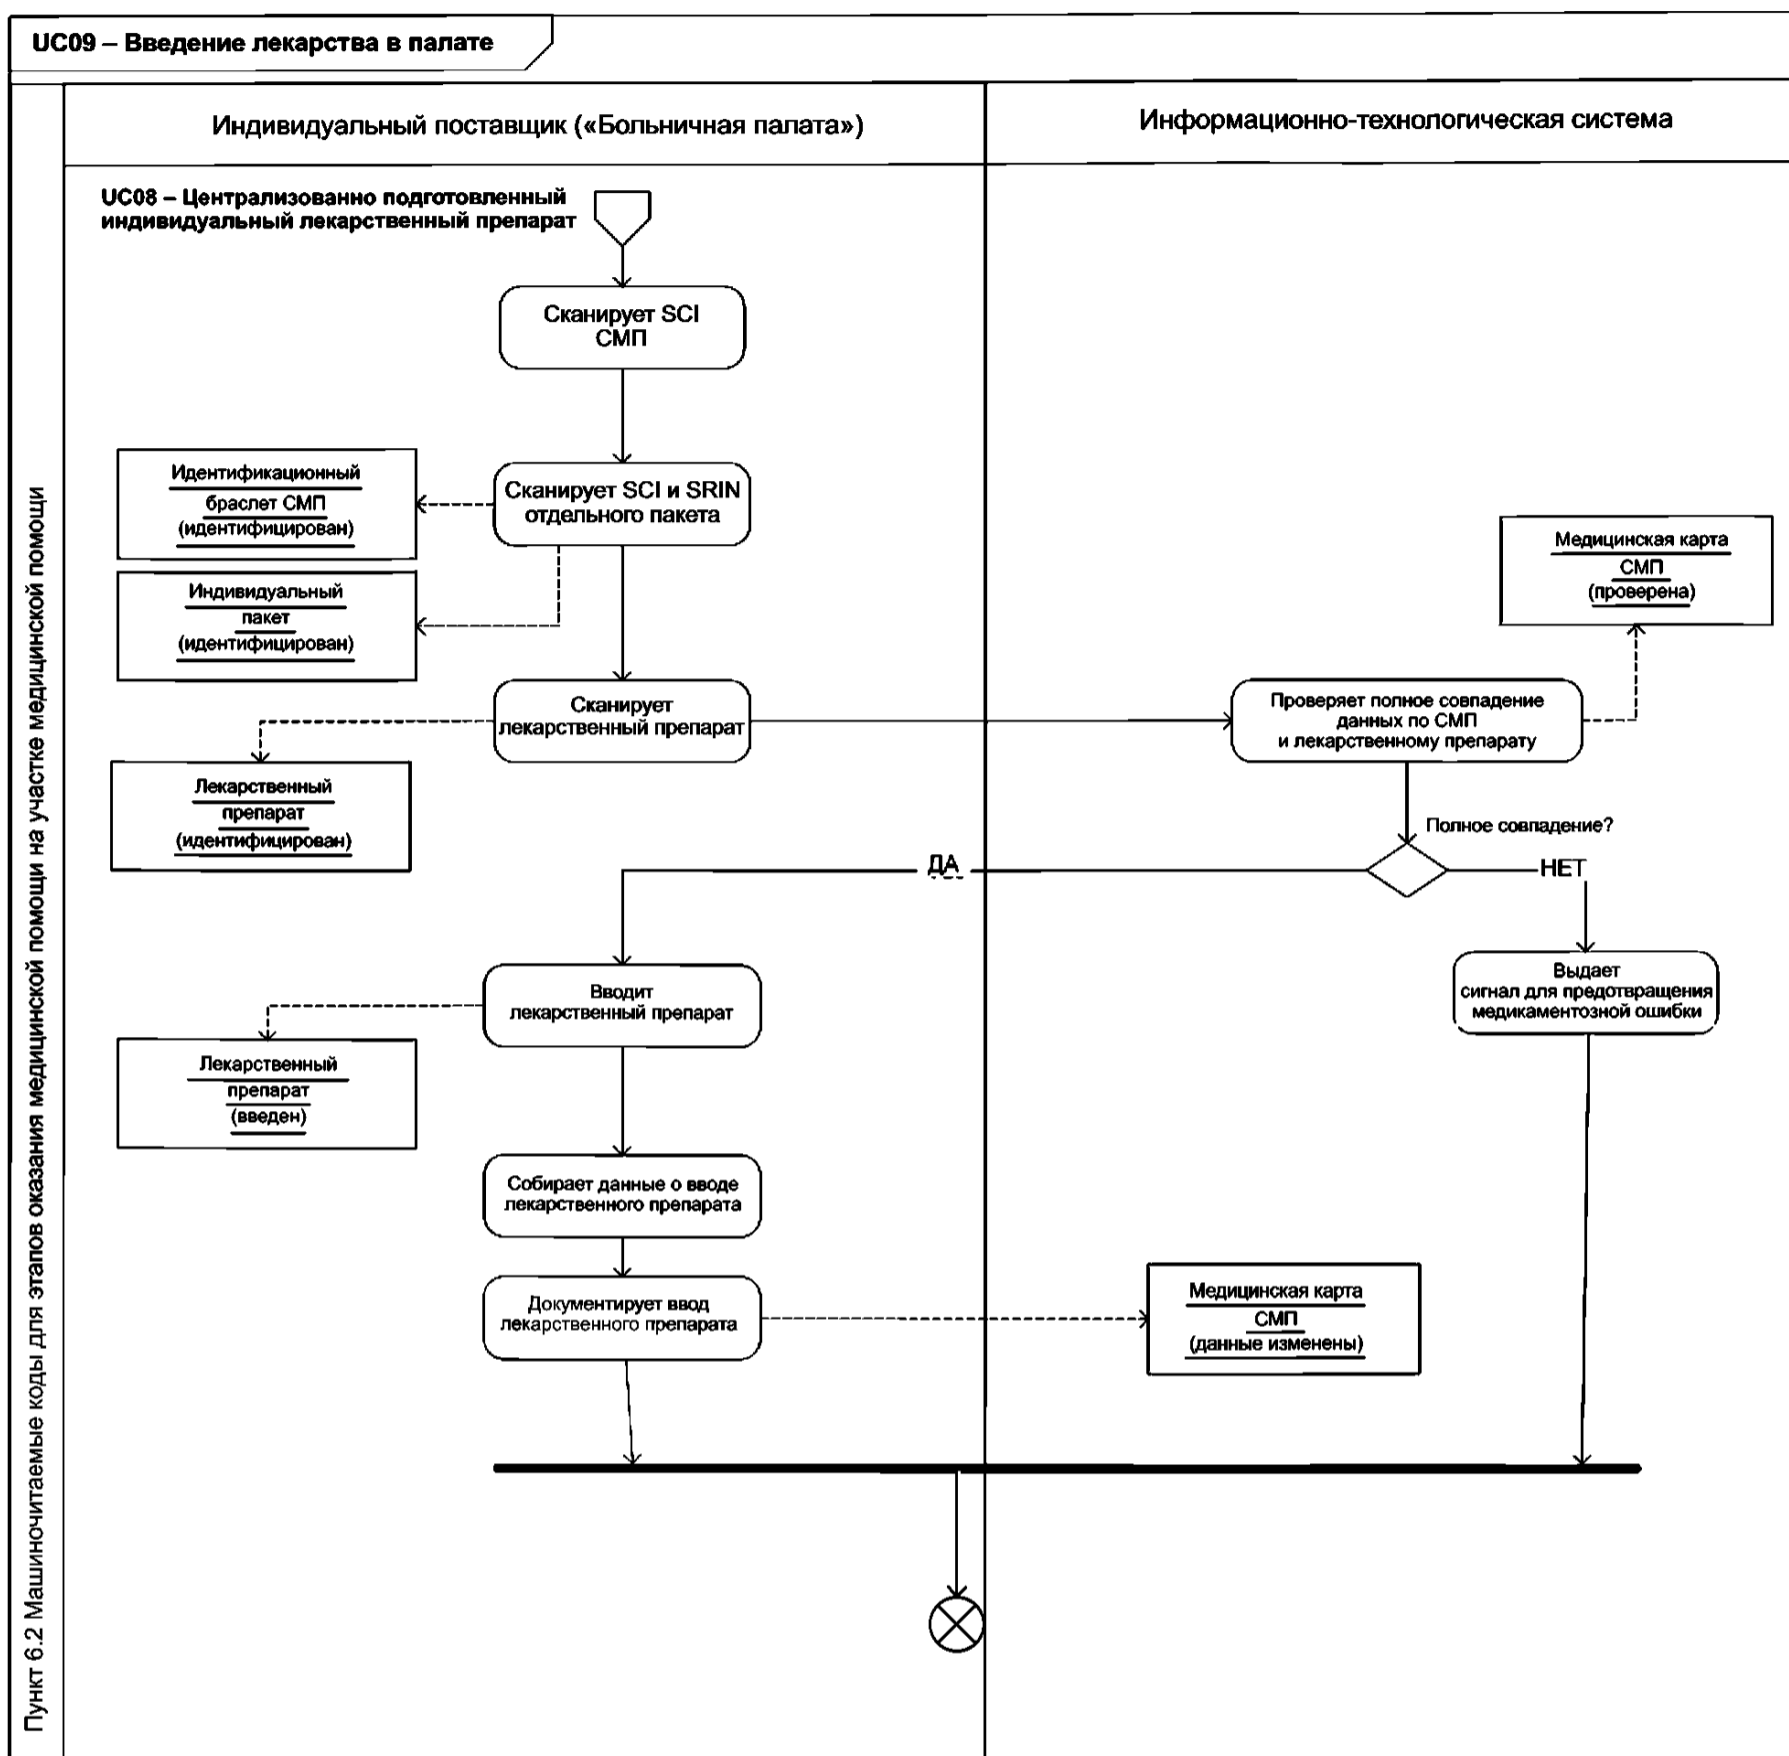 UC09 – Введение лекарства в палате
Индивидуальный поставщик («Больничная палата»)
Информационно-технологическая система
Пункт 6.2 Машиночитаемые коды для этапов оказания медицинской помощи на участке медицинской помощи
UC08 – Централизованно подготовленный
индивидуальный лекарственный препарат
Сканирует SCI
СМП
Идентификационный
браслет СМП
(идентифицирован)
Сканирует SCI и SRIN
отдельного пакета
Индивидуальный
пакет
(идентифицирован)
Медицинская карта
СМП
(проверена)
Сканирует
лекарственный препарат
Проверяет полное совпадение
данных по СМП
и лекарственному препарату
Лекарственный
препарат
(идентифицирован)
Полное совпадение?
ДА
НЕТ
Вводит
лекарственный препарат
Выдает
сигнал для предотвращения
медикаментозной ошибки
Лекарственный
препарат
(введен)
Собирает данные о вводе
лекарственного препарата
Документирует ввод
лекарственного препарата
Медицинская карта
СМП
(данные изменены)